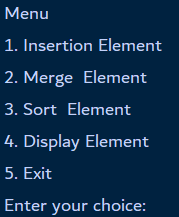 Menu
1. Insertion Element
2. Merge  Element
3. Sort  Element
4. Display Element
5. Exit
Enter your choice: